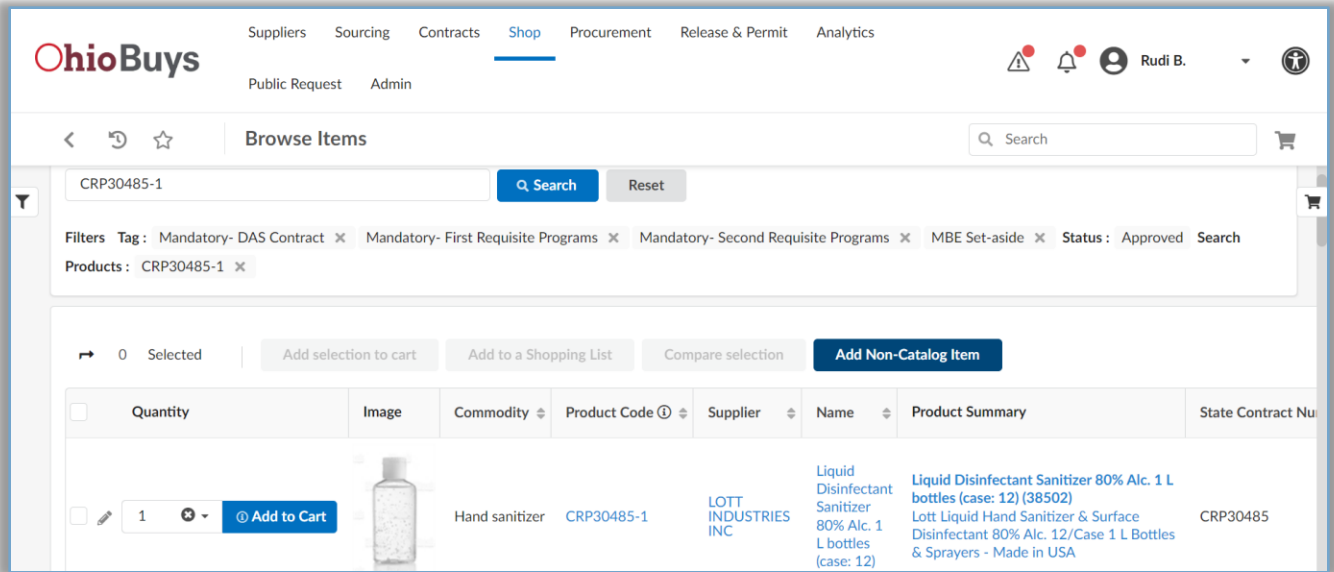 Suppliers Sourcing Contracts Shop Procurement Release & Permit Analytics
OhioBuys
Rudi B.
Public Request Admin
Browse Items
Search
CRP30485-1
Search Reset
Filters Tag : Mandatory- DAS Contract Mandatory- First Requisite Programs Mandatory- Second Requisite Programs MBE Set-aside Status : Approved Search
Products : CRP30485-1
0 Selected Add selection to cart Add to a Shopping List Compare selection Add Non-Catalog Item
Quantity Image Commodity Product Code Supplier Name Product Summary State Contract Nu
1 Add to Cart
Hand sanitizer
CRP30485-1
LOTT
INDUSTRIES
INC
Liquid
Disinfectant
Sanitizer
80% Alc. 1
L bottles
(case: 12)
Liquid Disinfectant Sanitizer 80% Alc. 1 L
bottles (case: 12) (38502)
Lott Liquid Hand Sanitizer & Surface
Disinfectant 80% Alc. 12/Case 1 L Bottles
& Sprayers - Made in USA
CRP30485